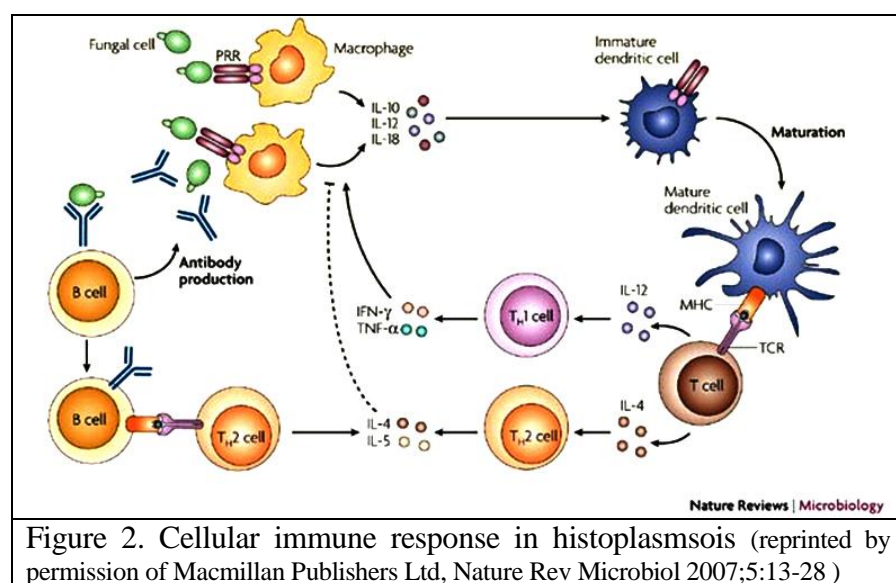 Fungal cell
PRR
Macrophage
Immature
dendritic cell
IL-10
IL-12
IL-18
Maturation
Mature
dendritic cell
Antibody
production
B cell
IFN-γ
TNF-α
TH1 cell
IL-12
MHC
TCR
T cell
B cell
TH2 cell
IL-4
IL-5
TH2 cell
IL-4
Nature Reviews | Microbiology
Figure 2. Cellular immune response in histoplasmsois (reprinted by
permission of Macmillan Publishers Ltd, Nature Rev Microbiol 2007;5:13-28 )